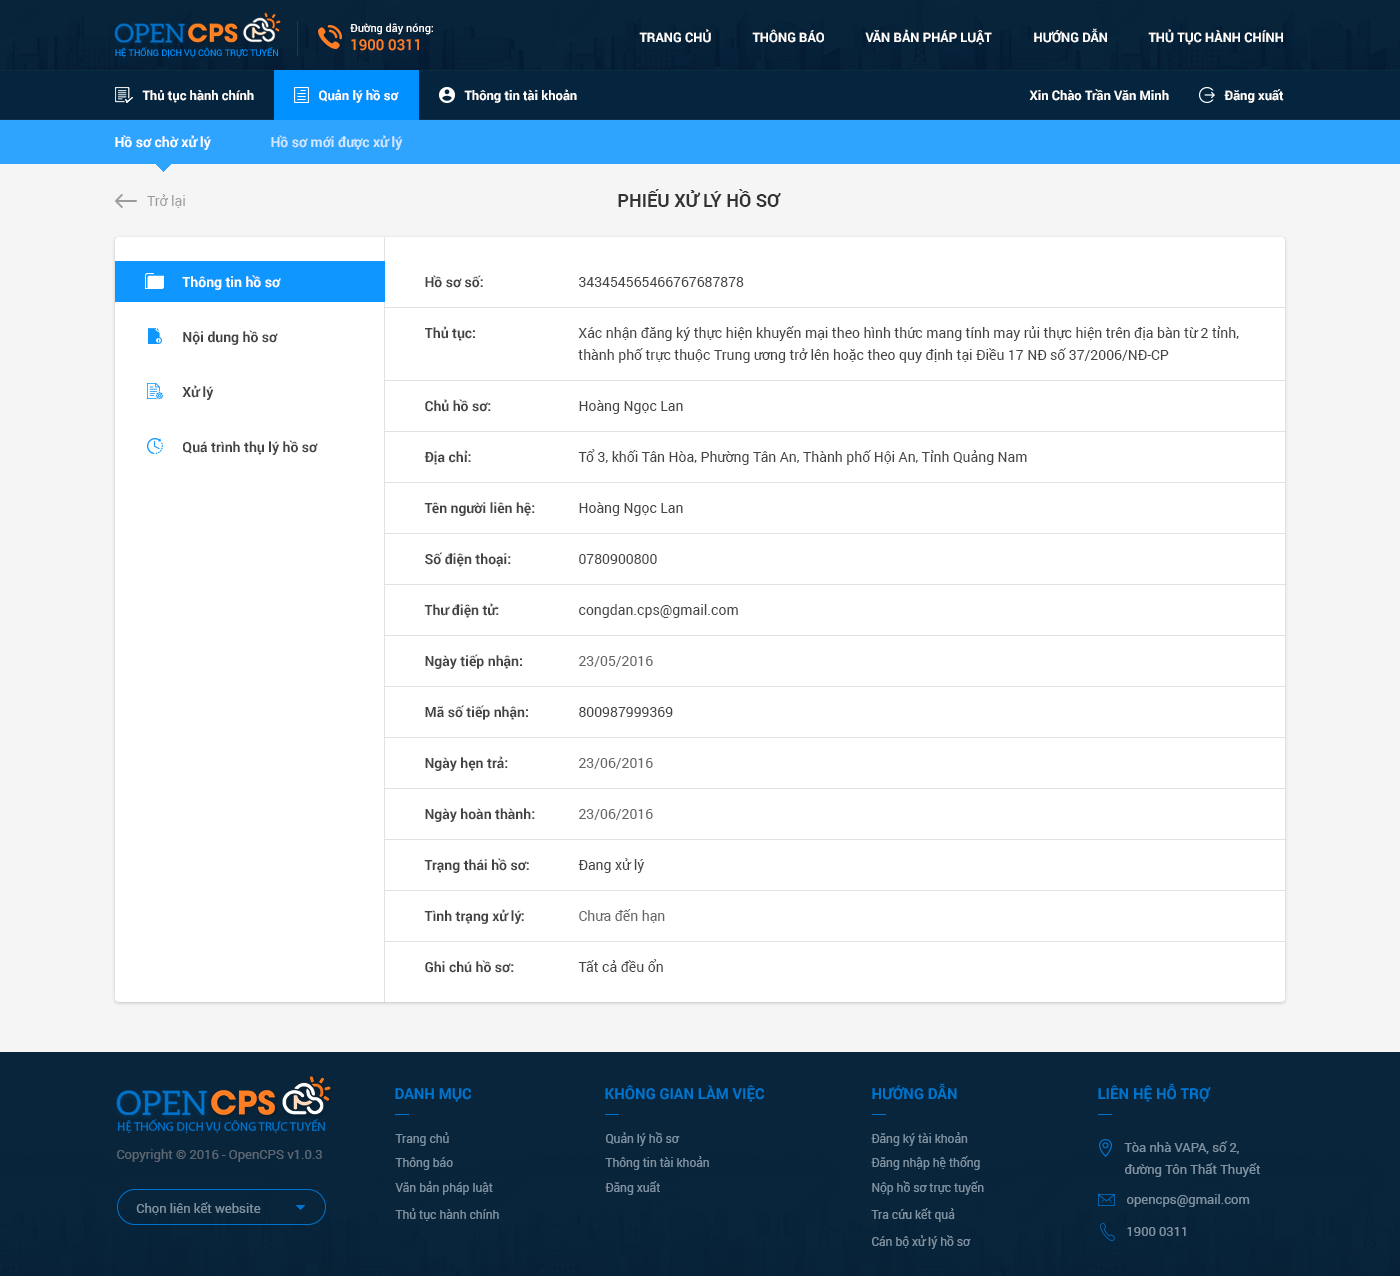 OPENCPS
HỆ THỐNG DỊCH VỤ CÔNG TRỰC TUYẾN
Đường dây nóng:
1900 0311
TRANG CHỦ
THÔNG BÁO
VĂN BẢN PHÁP LUẬT
HƯỚNG DẪN
THỦ TỤC HÀNH CHÍNH
Thủ tục hành chính
Quản lý hồ sơ
Thông tin tài khoản
Xin Chào Trần Văn Minh
Đăng xuất
Hồ sơ chờ xử lý
Hồ sơ mới được xử lý
Trở lại
PHIẾU XỬ LÝ HỒ SƠ
Thông tin hồ sơ
Nội dung hồ sơ
Xử lý
Quá trình thụ lý hồ sơ
Hồ sơ số: 343454565466767687878
Thủ tục: Xác nhận đăng ký thực hiện khuyến mại theo hình thức mang tính may rủi thực hiện trên địa bàn từ 2 tỉnh,
thành phố trực thuộc Trung ương trở lên hoặc theo quy định tại Điều 17 NĐ số 37/2006/NĐ-CP
Chủ hồ sơ: Hoàng Ngọc Lan
Địa chỉ: Tổ 3, khối Tân Hòa, Phường Tân An, Thành phố Hội An, Tỉnh Quảng Nam
Tên người liên hệ: Hoàng Ngọc Lan
Số điện thoại: 0780900800
Thư điện tử: congdan.cps@gmail.com
Ngày tiếp nhận: 23/05/2016
Mã số tiếp nhận: 800987999369
Ngày hẹn trả: 23/06/2016
Ngày hoàn thành: 23/06/2016
Trạng thái hồ sơ: Đang xử lý
Tình trạng xử lý: Chưa đến hạn
Ghi chú hồ sơ: Tất cả đều ổn
OPENCPS
HỆ THỐNG DỊCH VỤ CÔNG TRỰC TUYẾN
Copyright © 2016 - OpenCPS v1.0.3
Chọn liên kết website
DANH MỤC
Trang chủ
Thông báo
Văn bản pháp luật
Thủ tục hành chính
KHÔNG GIAN LÀM VIỆC
Quản lý hồ sơ
Thông tin tài khoản
Đăng xuất
HƯỚNG DẪN
Đăng ký tài khoản
Đăng nhập hệ thống
Nộp hồ sơ trực tuyến
Tra cứu kết quả
Cán bộ xử lý hồ sơ
LIÊN HỆ HỖ TRỢ
Tòa nhà VAPA, số 2,
đường Tôn Thất Thuyết
opencps@gmail.com
1900 0311